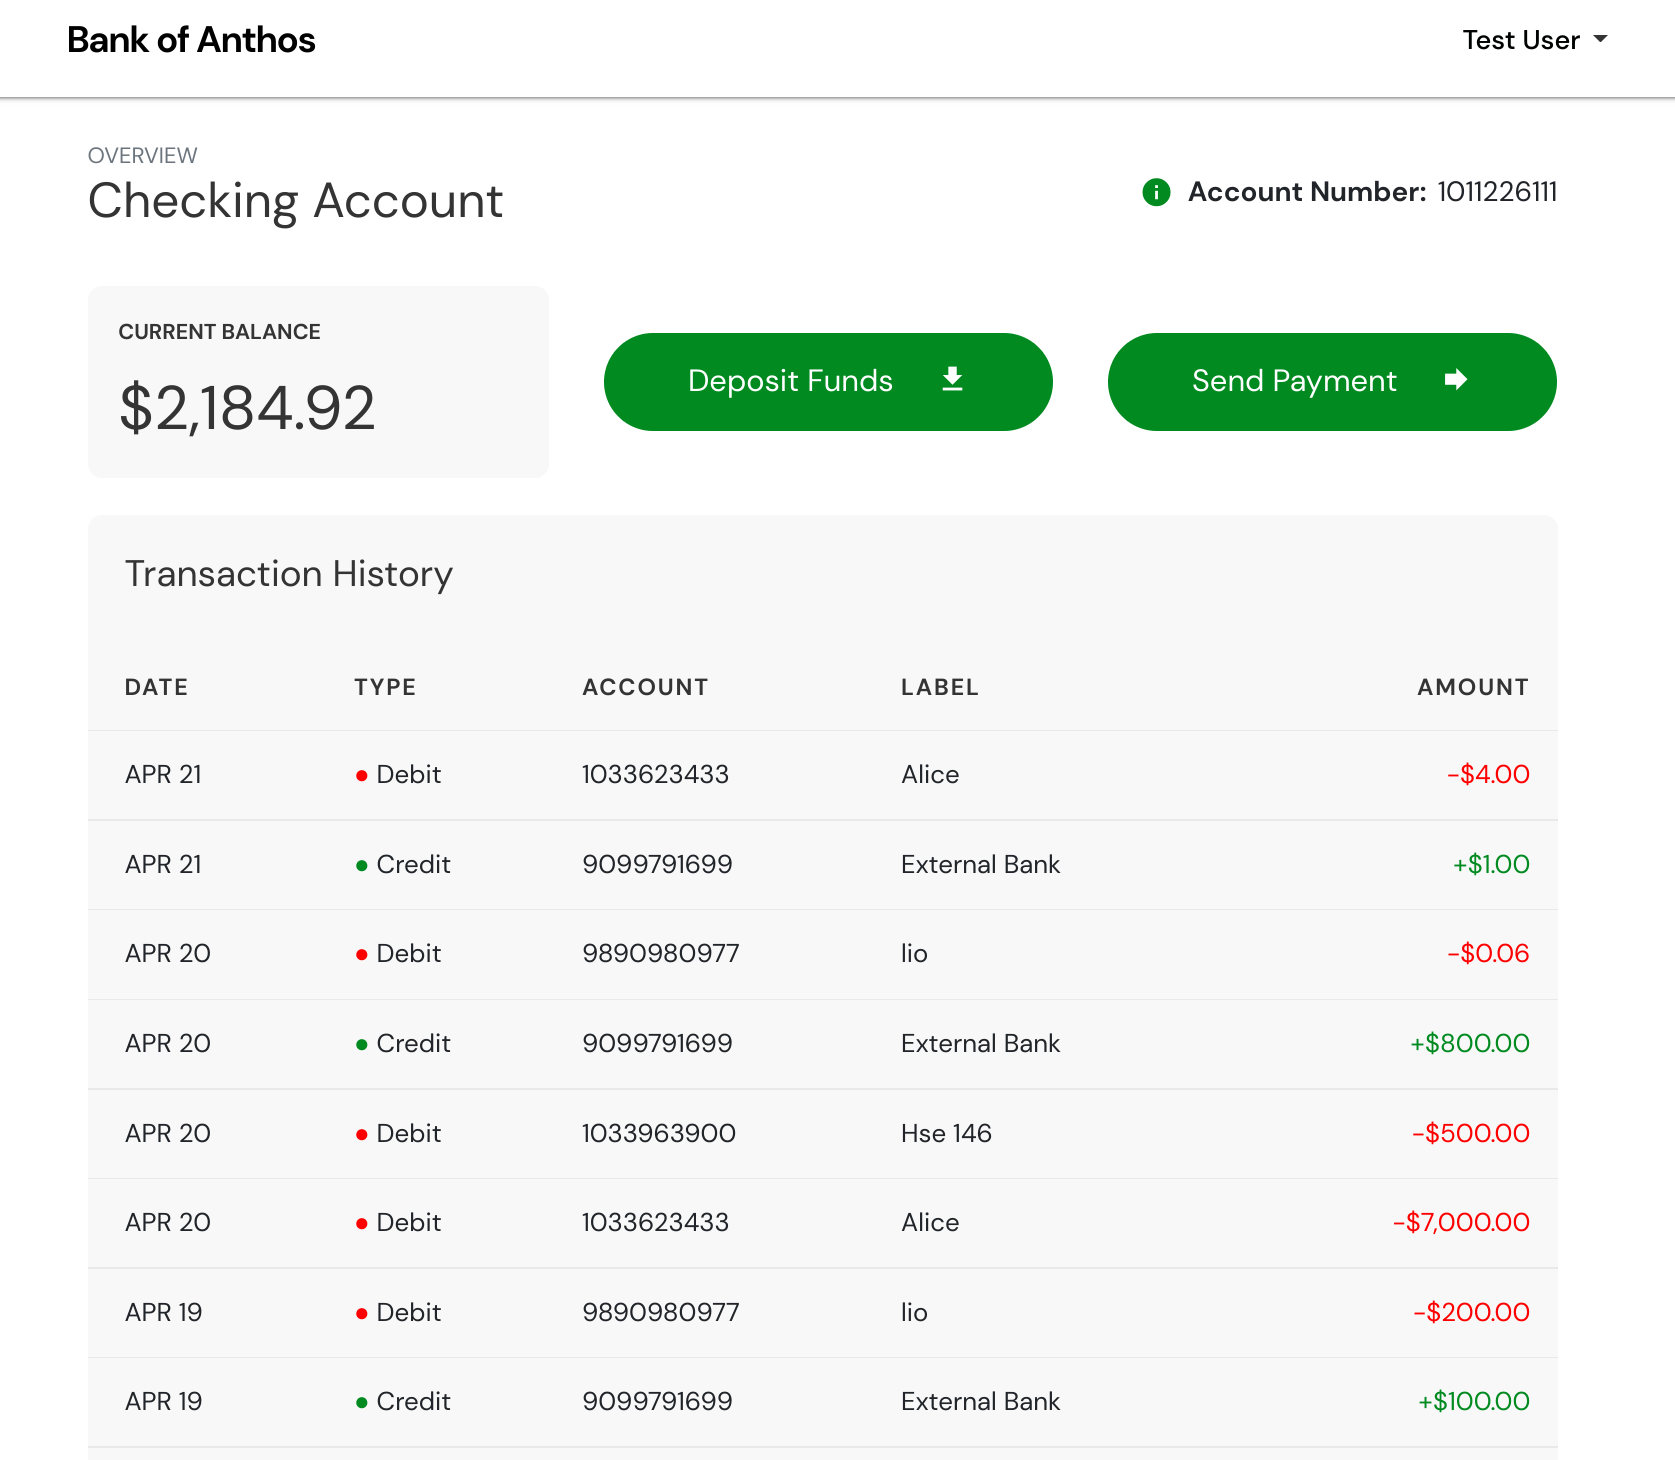 Bank of Anthos
Test User
OVERVIEW
Checking Account
Account Number: 1011226111
CURRENT BALANCE
$2,184.92
Deposit Funds
Send Payment
Transaction History
DATE TYPE ACCOUNT LABEL AMOUNT
APR 21 Debit 1033623433 Alice -$4.00
APR 21 Credit 9099791699 External Bank +$1.00
APR 20 Debit 9890980977 lio -$0.06
APR 20 Credit 9099791699 External Bank +$800.00
APR 20 Debit 1033963900 Hse 146 -$500.00
APR 20 Debit 1033623433 Alice -$7,000.00
APR 19 Debit 9890980977 lio -$200.00
APR 19 Credit 9099791699 External Bank +$100.00